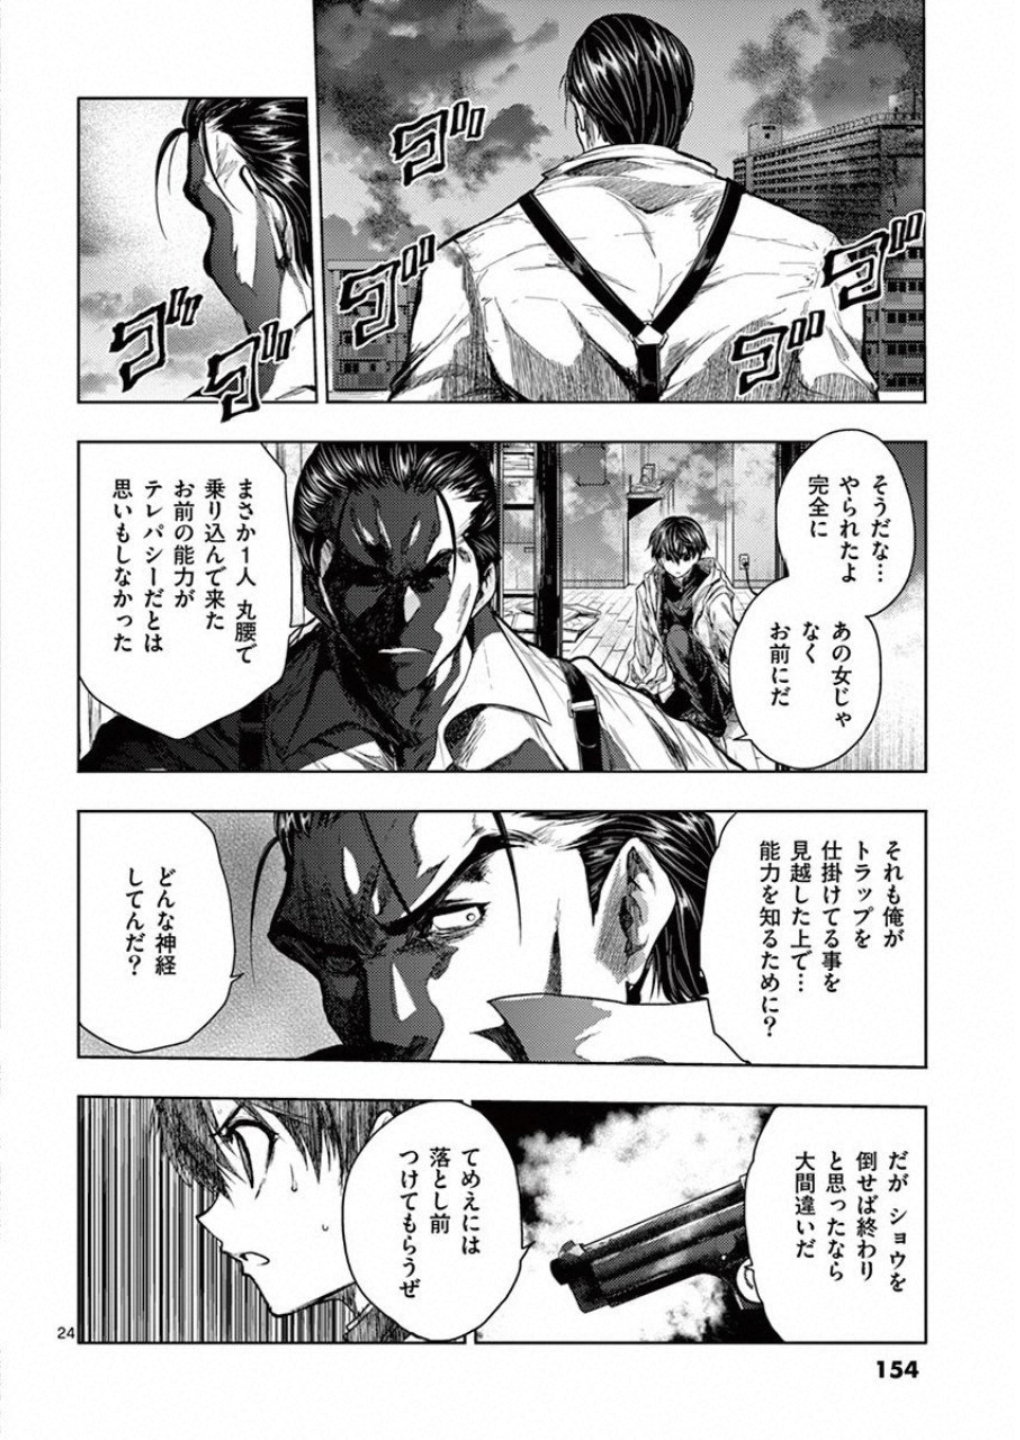 ゴゴ
ゴゴ
ゴゴ
ゴゴ
ゴゴ
ゴゴ
そうだな…
やられたよ
完全に
あの女じゃ
なく
お前にだ
まさか1人 丸腰で
乗り込んで来た
お前の能力が
テレパシーだとは
思いもしなかった
それも俺が
トラップを
仕掛けてる事を
見越した上で…
能力を知るために?
どんな神経
してんだ?
だが ショウを
倒せば終わり
と思ったなら
大間違いだ
てめえには
落とし前
つけてもらうぜ
24
154